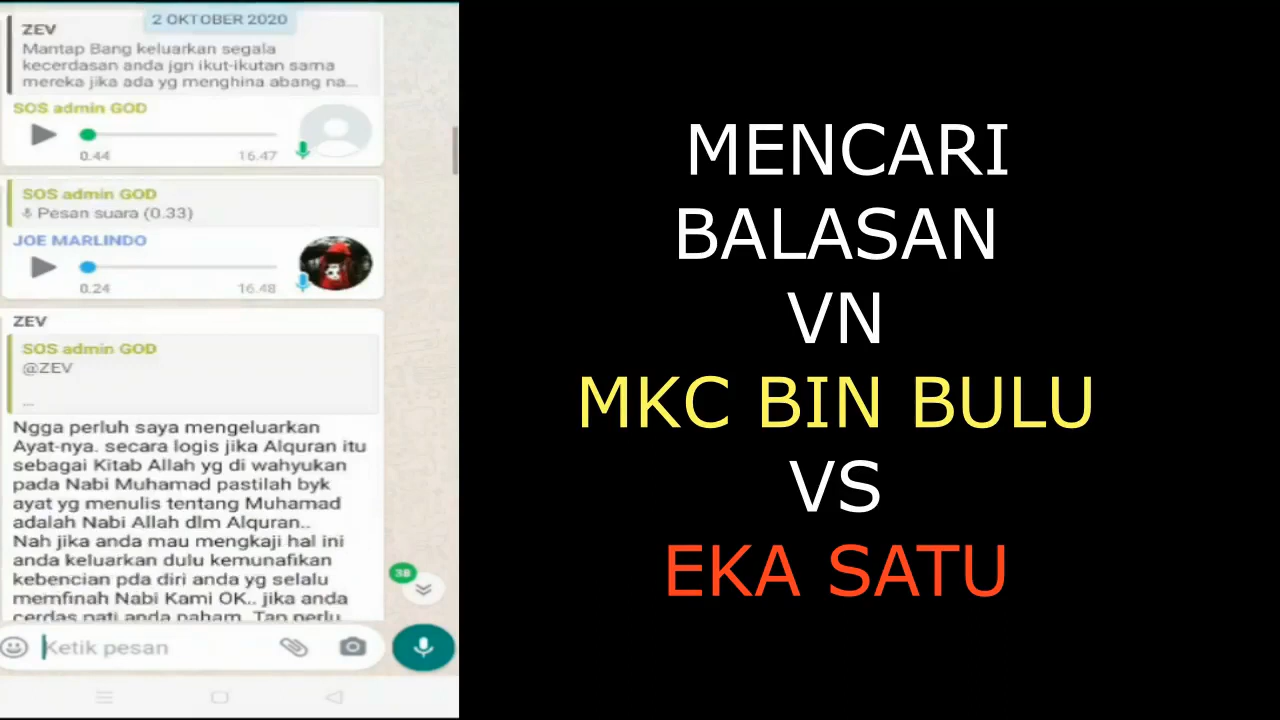 2 OKTOBER 2020
ZEV
Mantap Bang keluarkan segala
kecerdasan anda jgn ikut-ikutan sama
mereka jika ada yg menghina abang na...
SOS admin GOD
0.44 16.47
SOS admin GOD
Pesan suara (0.33)
JOE MARLINDO
0.24 16.48
ZEV
SOS admin GOD
@ZEV
...
Ngga perluh saya mengeluarkan
Ayat-nya. secara logis jika Alquran itu
sebagai Kitab Allah yg di wahyukan
pada Nabi Muhamad pastilah byk
ayat yg menulis tentang Muhamad
adalah Nabi Allah dlm Alquran..
Nah jika anda mau mengkaji hal ini
anda keluarkan dulu kemunafikan
kebencian pda diri anda yg selalu
memfinah Nabi Kami OK.. jika anda
cerdas pati anda paham. Tap perlu
38
Ketik pesan
MENCARI
BALASAN
VN
MKC BIN BULU
VS
EKA SATU